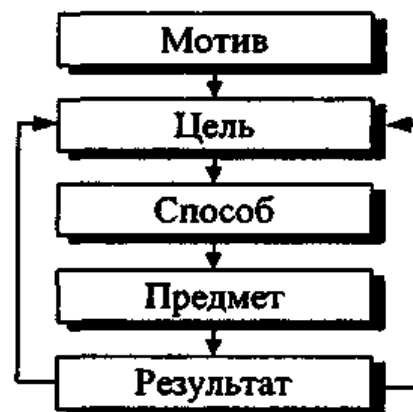 Мотив
Цель
Способ
Предмет
Результат